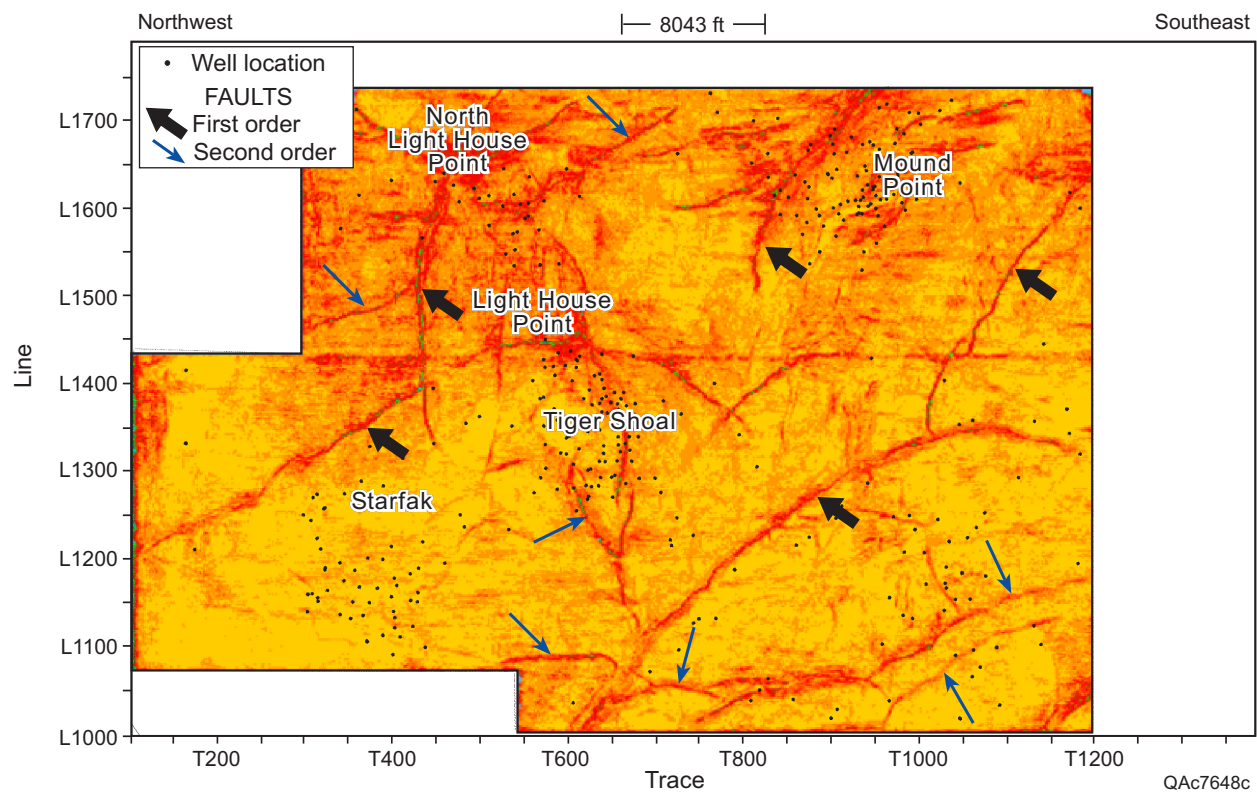 Northwest
8043 ft
Southeast
Well location
FAULTS
First order
Second order
North
Light House
Point
Mound
Point
Light House
Point
Tiger Shoal
Starfak
Line
L1700
L1600
L1500
L1400
L1300
L1200
L1100
L1000
T200
T400
T600
T800
T1000
T1200
Trace
QAc7648c